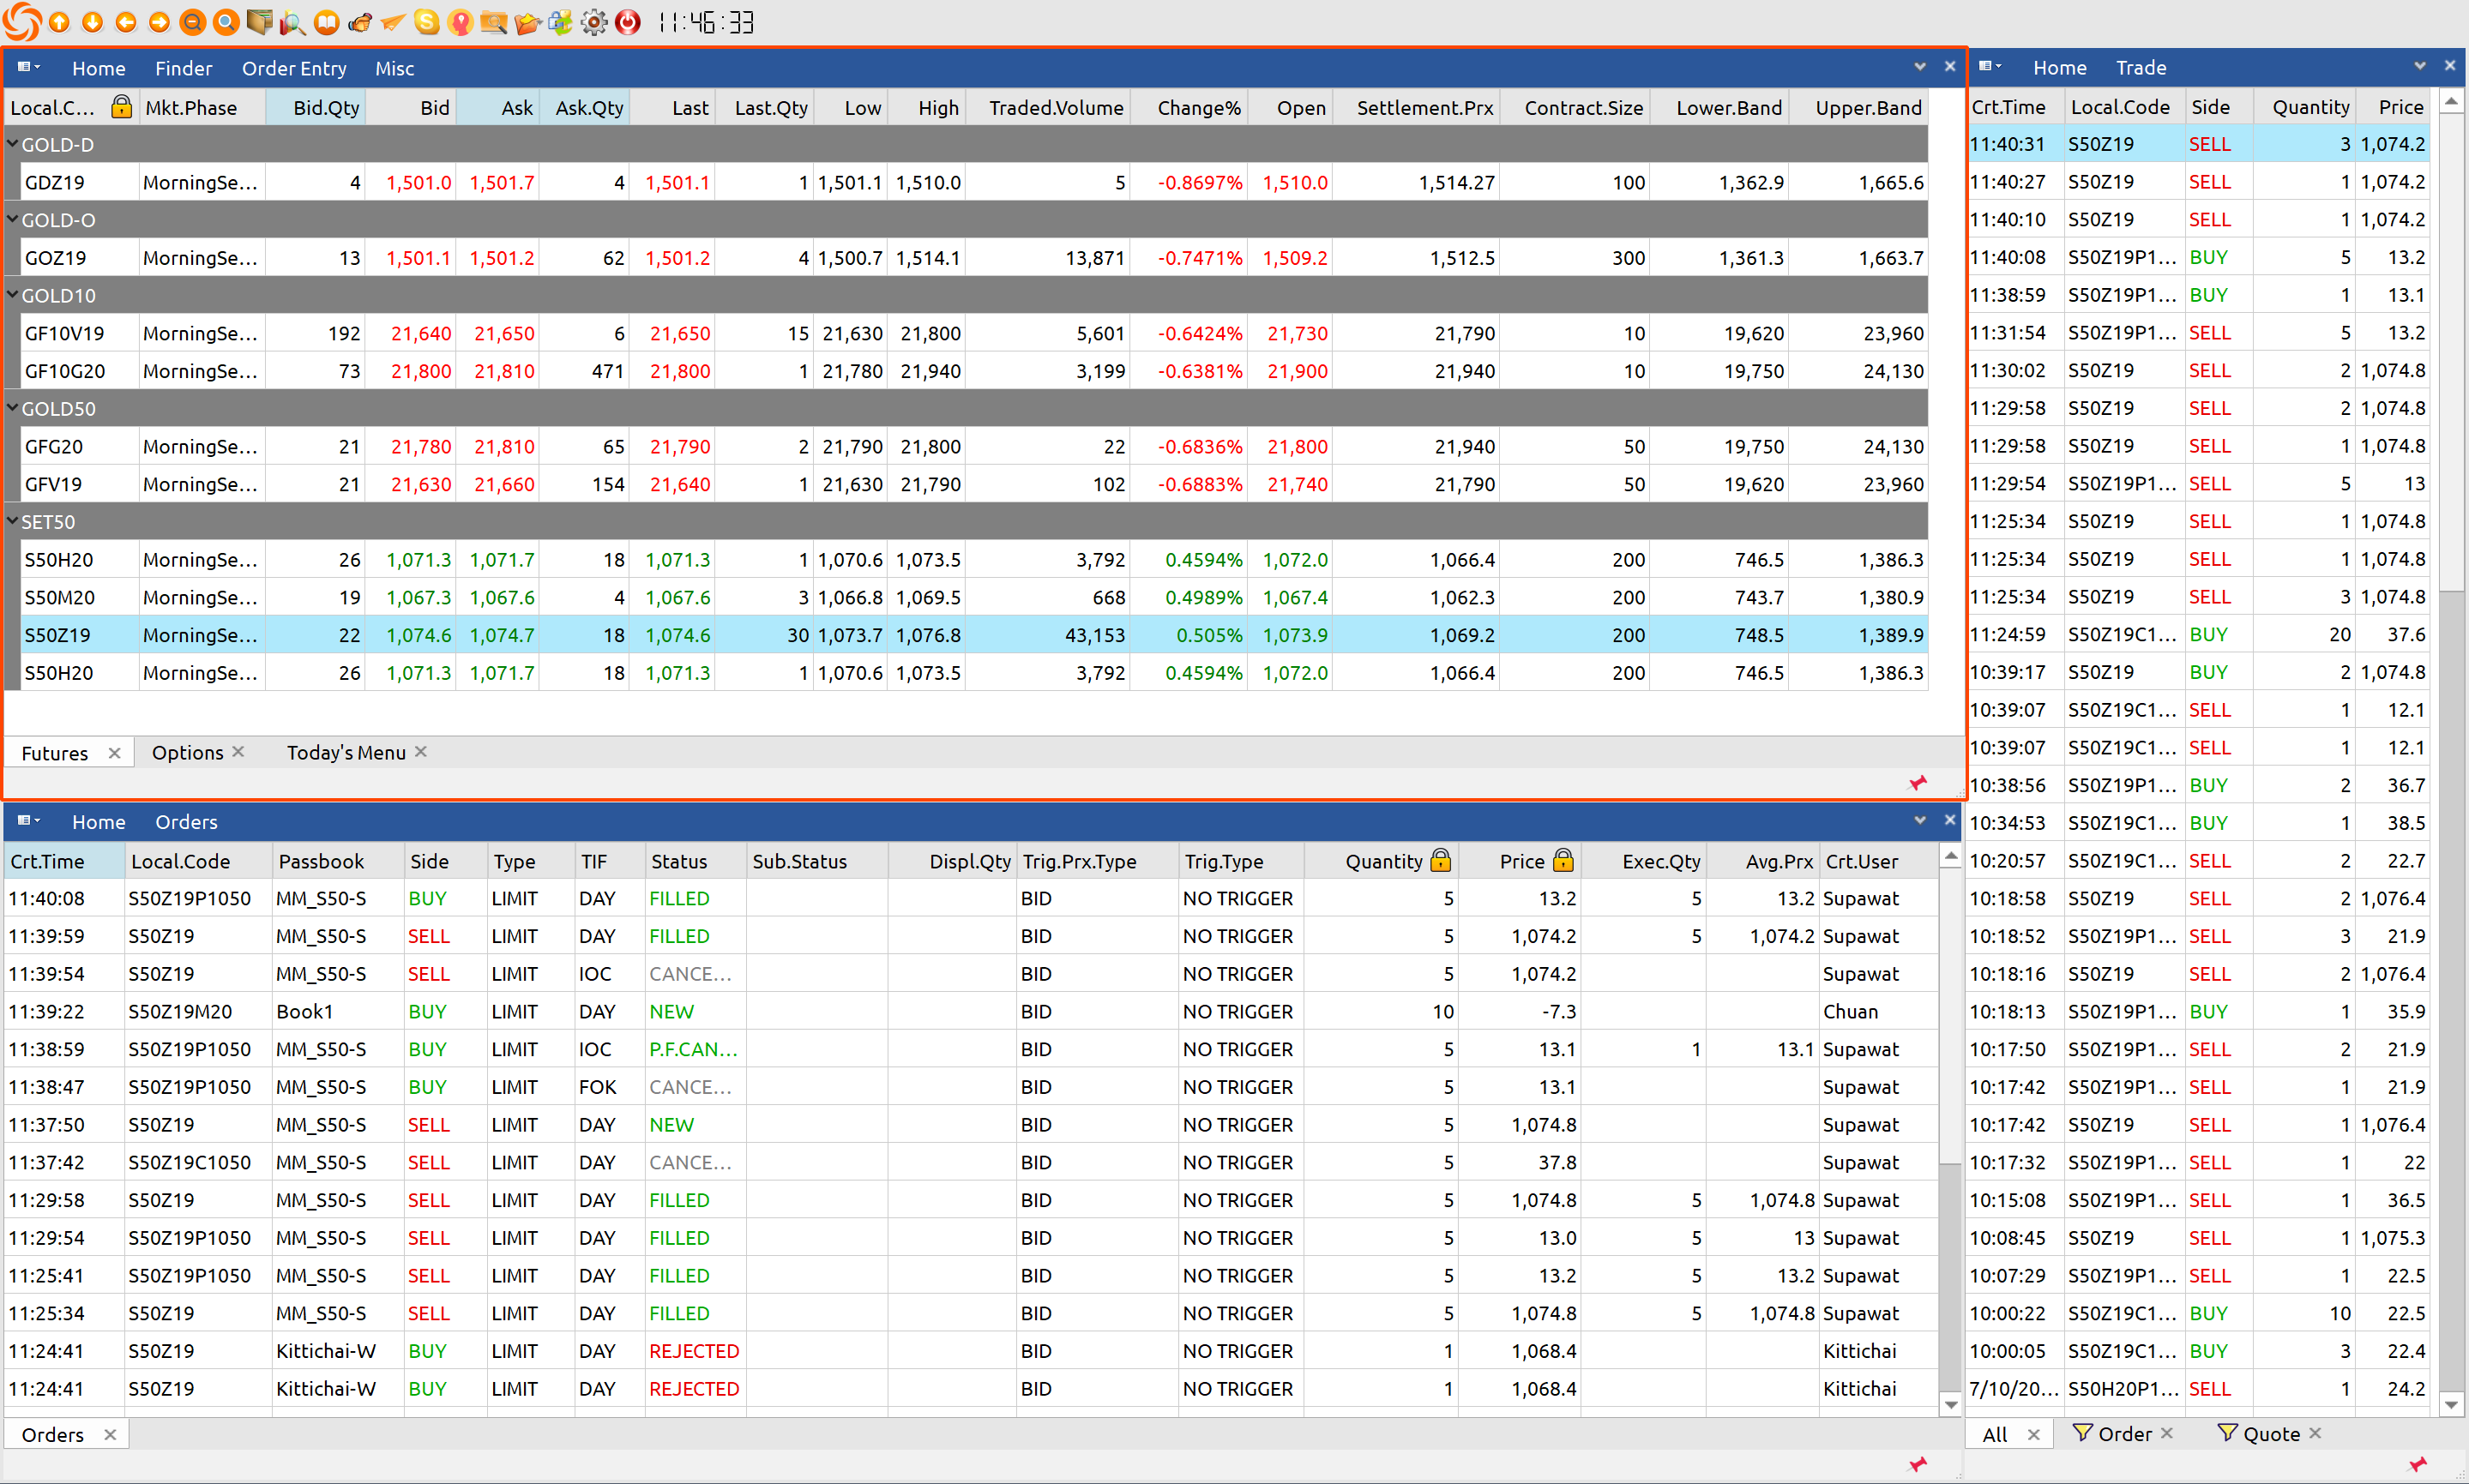 11:46:33
Home Finder Order Entry Misc
Local.C... Mkt.Phase Bid.Qty Bid Ask Ask.Qty Last Last.Qty Low High Traded.Volume Change% Open Settlement.Prx Contract.Size Lower.Band Upper.Band
GOLD-D
GDZ19 MorningSe... 4 1,501.0 1,501.7 4 1,501.1 1 1,501.1 1,510.0 5 -0.8697% 1,510.0 1,514.27 100 1,362.9 1,665.6
GOLD-O
GOZ19 MorningSe... 13 1,501.1 1,501.2 62 1,501.2 4 1,500.7 1,514.1 13,871 -0.7471% 1,509.2 1,512.5 300 1,361.3 1,663.7
GOLD10
GF10V19 MorningSe... 192 21,640 21,650 6 21,650 15 21,630 21,800 5,601 -0.6424% 21,730 21,790 10 19,620 23,960
GF10G20 MorningSe... 73 21,800 21,810 471 21,800 1 21,780 21,940 3,199 -0.6381% 21,900 21,940 10 19,750 24,130
GOLD50
GFG20 MorningSe... 21 21,780 21,810 65 21,790 2 21,790 21,800 22 -0.6836% 21,800 21,940 50 19,750 24,130
GFV19 MorningSe... 21 21,630 21,660 154 21,640 1 21,630 21,790 102 -0.6883% 21,740 21,790 50 19,620 23,960
SET50
S50H20 MorningSe... 26 1,071.3 1,071.7 18 1,071.3 1 1,070.6 1,073.5 3,792 0.4594% 1,072.0 1,066.4 200 746.5 1,386.3
S50M20 MorningSe... 19 1,067.3 1,067.6 4 1,067.6 3 1,066.8 1,069.5 668 0.4989% 1,067.4 1,062.3 200 743.7 1,380.9
S50Z19 MorningSe... 22 1,074.6 1,074.7 18 1,074.6 30 1,073.7 1,076.8 43,153 0.505% 1,073.9 1,069.2 200 748.5 1,389.9
S50H20 MorningSe... 26 1,071.3 1,071.7 18 1,071.3 1 1,070.6 1,073.5 3,792 0.4594% 1,072.0 1,066.4 200 746.5 1,386.3
Futures Options Today's Menu
Home Orders
Crt.Time Local.Code Passbook Side Type TIF Status Sub.Status Displ.Qty Trig.Prx.Type Trig.Type Quantity Price Exec.Qty Avg.Prx Crt.User
11:40:08 S50Z19P1050 MM_S50-S BUY LIMIT DAY FILLED BID NO TRIGGER 5 13.2 5 13.2 Supawat
11:39:59 S50Z19 MM_S50-S SELL LIMIT DAY FILLED BID NO TRIGGER 5 1,074.2 5 1,074.2 Supawat
11:39:54 S50Z19 MM_S50-S SELL LIMIT IOC CANCE... BID NO TRIGGER 5 1,074.2 Supawat
11:39:22 S50Z19M20 Book1 BUY LIMIT DAY NEW BID NO TRIGGER 10 -7.3 Chuan
11:38:59 S50Z19P1050 MM_S50-S BUY LIMIT IOC P.F.CAN... BID NO TRIGGER 5 13.1 1 13.1 Supawat
11:38:47 S50Z19P1050 MM_S50-S BUY LIMIT FOK CANCE... BID NO TRIGGER 5 13.1 Supawat
11:37:50 S50Z19 MM_S50-S SELL LIMIT DAY NEW BID NO TRIGGER 5 1,074.8 Supawat
11:37:42 S50Z19C1050 MM_S50-S SELL LIMIT DAY CANCE... BID NO TRIGGER 5 37.8 Supawat
11:29:58 S50Z19 MM_S50-S SELL LIMIT DAY FILLED BID NO TRIGGER 5 1,074.8 5 1,074.8 Supawat
11:29:54 S50Z19P1050 MM_S50-S SELL LIMIT DAY FILLED BID NO TRIGGER 5 13.0 5 13 Supawat
11:25:41 S50Z19P1050 MM_S50-S SELL LIMIT DAY FILLED BID NO TRIGGER 5 13.2 5 13.2 Supawat
11:25:34 S50Z19 MM_S50-S SELL LIMIT DAY FILLED BID NO TRIGGER 5 1,074.8 5 1,074.8 Supawat
11:24:41 S50Z19 Kittichai-W BUY LIMIT DAY REJECTED BID NO TRIGGER 1 1,068.4 Kittichai
11:24:41 S50Z19 Kittichai-W BUY LIMIT DAY REJECTED BID NO TRIGGER 1 1,068.4 Kittichai
Orders
Home Trade
Crt.Time Local.Code Side Quantity Price
11:40:31 S50Z19 SELL 3 1,074.2
11:40:27 S50Z19 SELL 1 1,074.2
11:40:10 S50Z19 SELL 1 1,074.2
11:40:08 S50Z19P1... BUY 5 13.2
11:38:59 S50Z19P1... BUY 1 13.1
11:31:54 S50Z19P1... SELL 5 13.2
11:30:02 S50Z19 SELL 2 1,074.8
11:29:58 S50Z19 SELL 2 1,074.8
11:29:58 S50Z19 SELL 1 1,074.8
11:29:54 S50Z19P1... SELL 5 13
11:25:34 S50Z19 SELL 1 1,074.8
11:25:34 S50Z19 SELL 1 1,074.8
11:25:34 S50Z19 SELL 3 1,074.8
11:24:59 S50Z19C1... BUY 20 37.6
10:39:17 S50Z19 BUY 2 1,074.8
10:39:07 S50Z19C1... SELL 1 12.1
10:39:07 S50Z19C1... SELL 1 12.1
10:38:56 S50Z19P1... BUY 2 36.7
10:34:53 S50Z19C1... BUY 1 38.5
10:20:57 S50Z19C1... SELL 2 22.7
10:18:58 S50Z19 SELL 2 1,076.4
10:18:52 S50Z19P1... SELL 3 21.9
10:18:16 S50Z19 SELL 2 1,076.4
10:18:13 S50Z19P1... BUY 1 35.9
10:17:50 S50Z19P1... SELL 2 21.9
10:17:42 S50Z19P1... SELL 1 21.9
10:17:42 S50Z19 SELL 1 1,076.4
10:17:32 S50Z19P1... SELL 1 22
10:15:08 S50Z19P1... SELL 1 36.5
10:08:45 S50Z19 SELL 1 1,075.3
10:07:29 S50Z19P1... SELL 1 22.5
10:00:22 S50Z19C1... BUY 10 22.5
10:00:05 S50Z19C1... BUY 3 22.4
7/10/20... S50H20P1... SELL 1 24.2
All Order Quote